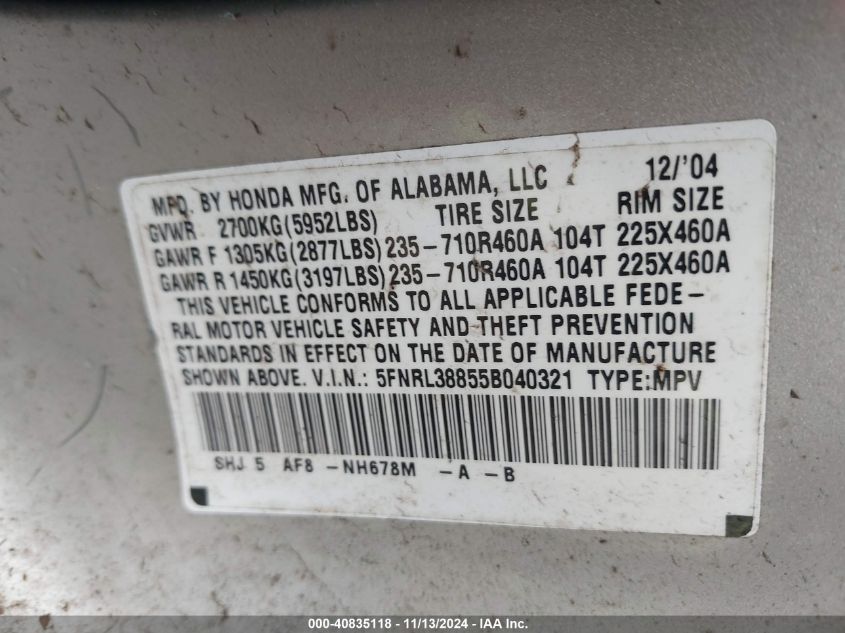 MFD. BY HONDA MFG. OF ALABAMA, LLC 12/'04
GVWR 2700KG(5952LBS) TIRE SIZE RIM SIZE
GAWR F 1305KG(2877LBS) 235-710R460A 104T 225X460A
GAWR R 1450KG(3197LBS) 235-710R460A 104T 225X460A
THIS VEHICLE CONFORMS TO ALL APPLICABLE FEDE-
RAL MOTOR VEHICLE SAFETY AND THEFT PREVENTION
STANDARDS IN EFFECT ON THE DATE OF MANUFACTURE
SHOWN ABOVE. V.I.N.: 5FNRL38855B040321 TYPE:MPV
SHJ 5 AF8 -NH678M -A -B
000-40835118 - 11/13/2024 - Copyright IAA, Inc.